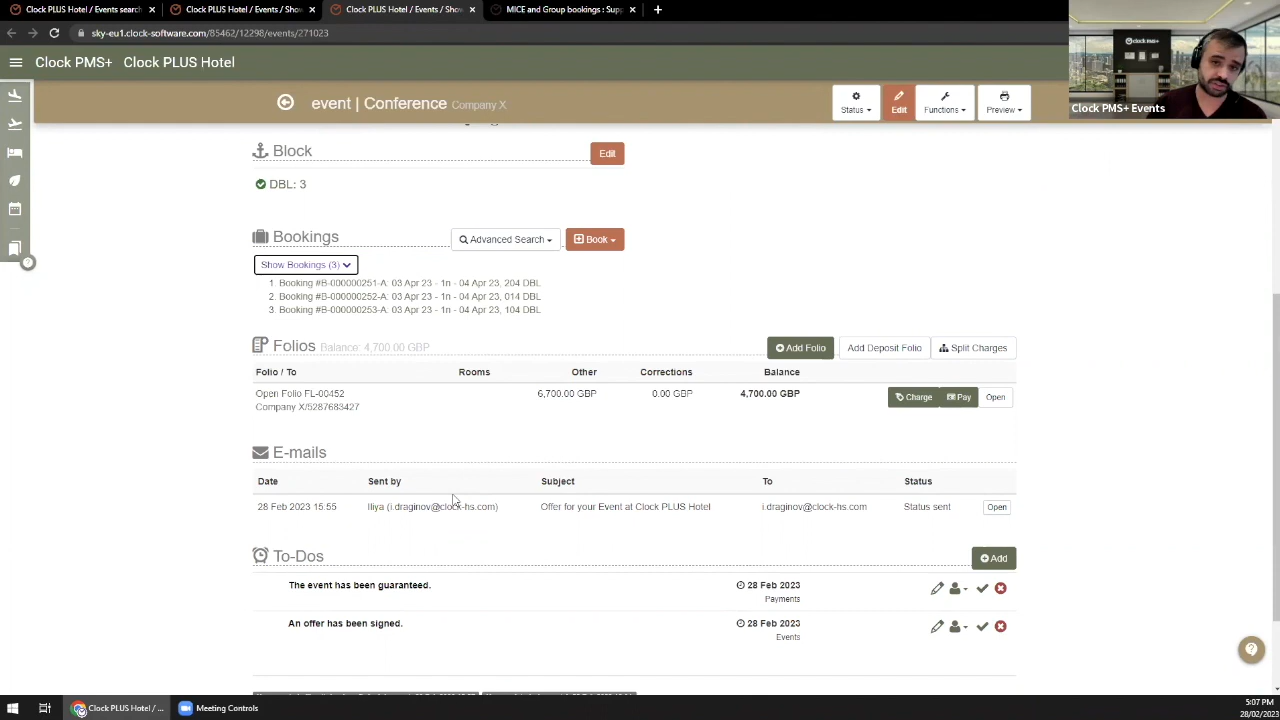 Clock PLUS Hotel / Events search
Clock PLUS Hotel / Events / Show
Clock PLUS Hotel / Events / Show
MICE and Group bookings : Supp
sky-eu1.clock-software.com/85462/12298/events/271023
Clock PMS+ Clock PLUS Hotel
clock PMS+
Clock PMS+ Events
event | Conference Company X
Status
Edit
Functions
Preview
Block
Edit
DBL: 3
Bookings
Advanced Search
Book
Show Bookings (3)
1. Booking #B-000000251-A: 03 Apr 23 - 1n - 04 Apr 23, 204 DBL
2. Booking #B-000000252-A: 03 Apr 23 - 1n - 04 Apr 23, 014 DBL
3. Booking #B-000000253-A: 03 Apr 23 - 1n - 04 Apr 23, 104 DBL
Folios Balance: 4,700.00 GBP
Add Folio
Add Deposit Folio
Split Charges
Folio / To Rooms Other Corrections Balance
Open Folio FL-00452 6,700.00 GBP 0.00 GBP 4,700.00 GBP Charge Pay Open
Company X/5287683427
E-mails
Date Sent by Subject To Status
28 Feb 2023 15:55 Iliya (i.draginov@clock-hs.com) Offer for your Event at Clock PLUS Hotel i.draginov@clock-hs.com Status sent Open
To-Dos
Add
The event has been guaranteed. 28 Feb 2023
Payments
An offer has been signed. 28 Feb 2023
Events
Clock PLUS Hotel / ...
Meeting Controls
5:07 PM
28/02/2023